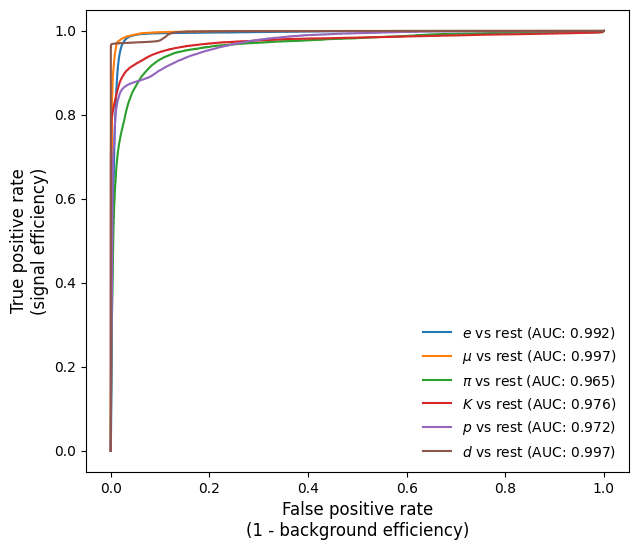 1.0
0.8
0.6
0.4
0.2
0.0
True positive rate
(signal efficiency)
e vs rest (AUC: 0.992)
μ vs rest (AUC: 0.997)
π vs rest (AUC: 0.965)
K vs rest (AUC: 0.976)
p vs rest (AUC: 0.972)
d vs rest (AUC: 0.997)
0.0 0.2 0.4 0.6 0.8 1.0
False positive rate
(1 - background efficiency)